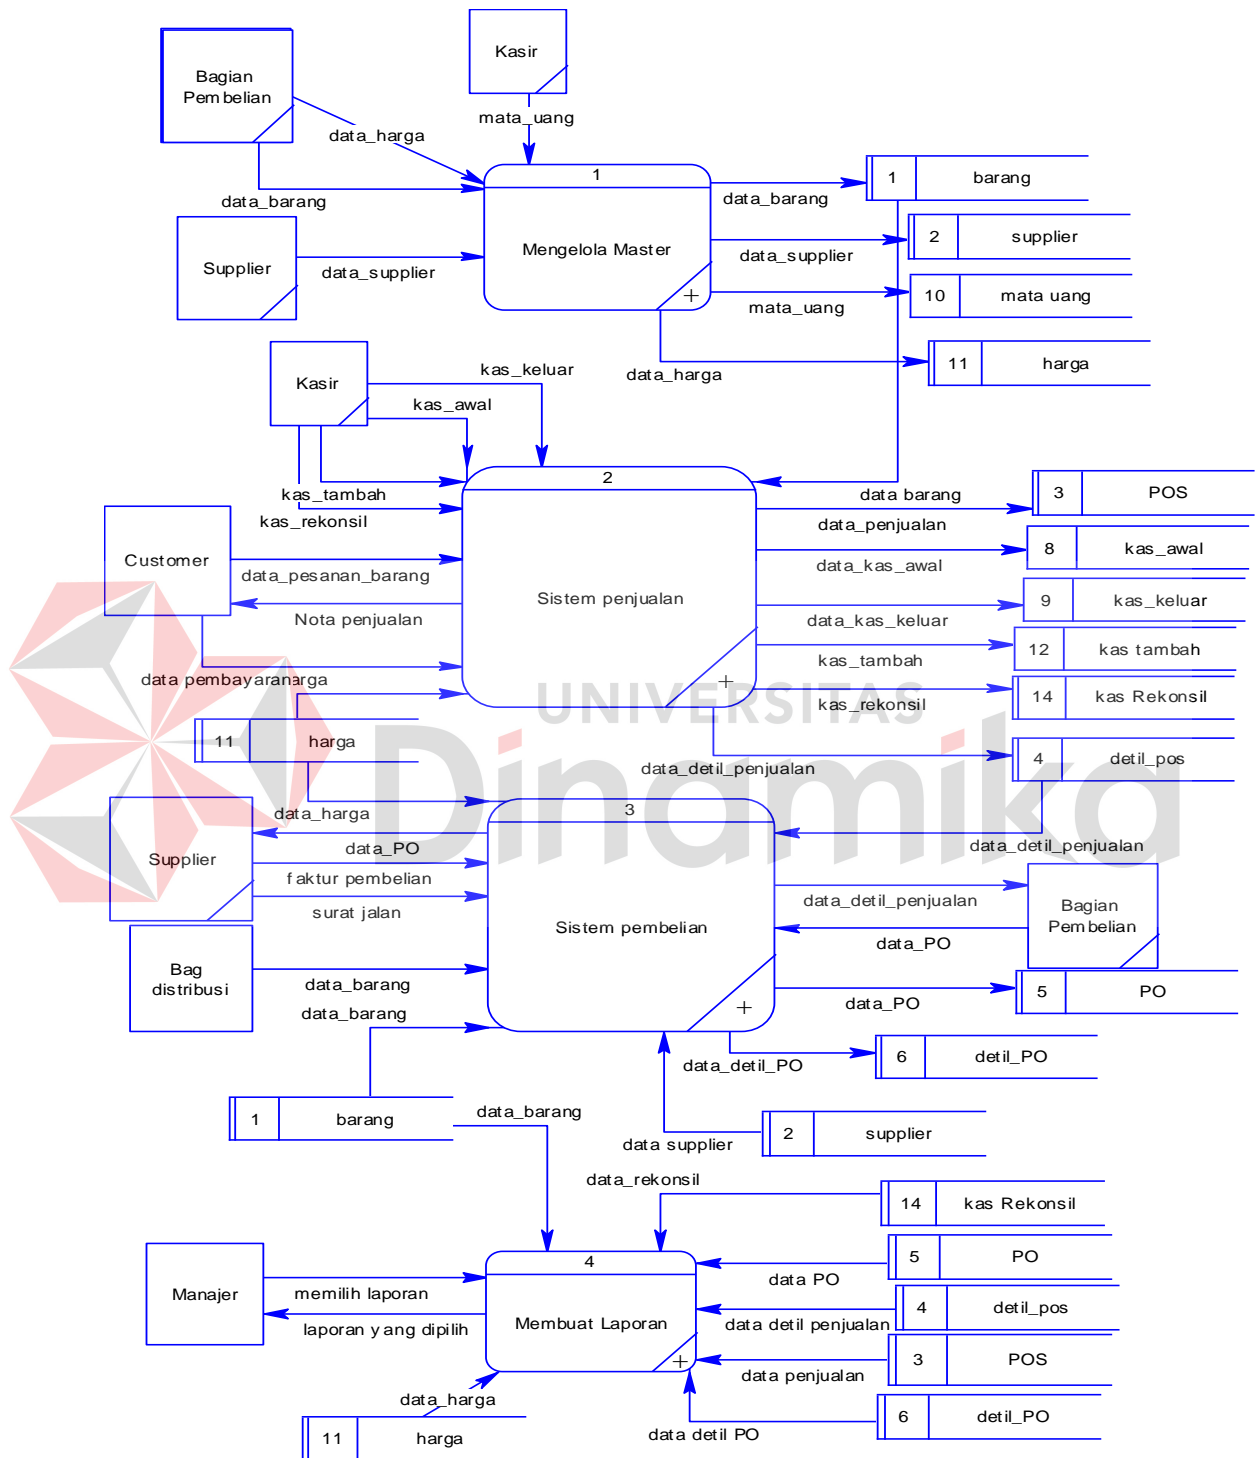 Kasir
Bagian
Pembelian
mata_uang
data_harga
1
data_barang
data_barang
1
barang
Mengelola Master
Supplier
data_supplier
data_supplier
2
supplier
mata_uang
10
mata uang
+
data_harga
11
harga
Kasir
kas_keluar
kas_awal
kas_tambah
kas_rekonsil
2
data barang
data_penjualan
3
POS
Customer
data_pesanan_barang
Sistem penjualan
data_kas_awal
8
kas_awal
Nota penjualan
data_kas_keluar
9
kas_keluar
kas_tambah
12
kas tambah
data pembayaranarga
+
kas_rekonsil
14
kas Rekonsil
UNIVERSITAS
Dinamika
11
harga
data_detil_penjualan
4
detil_pos
data_harga
3
data_detil_penjualan
Supplier
data_PO
faktur pembelian
surat jalan
Sistem pembelian
data_detil_penjualan
Bagian
Pembelian
data_PO
Bag
distribusi
data_barang
data_barang
+
data_PO
5
PO
data_detil_PO
6
detil_PO
1
barang
data_barang
data supplier
2
supplier
data_rekonsil
14
kas Rekonsil
Manajer
memilih laporan
laporan yang dipilih
4
Membuat Laporan
+
data PO
5
PO
data detil penjualan
4
detil_pos
data penjualan
3
POS
data_harga
11
harga
data detil PO
6
detil_PO